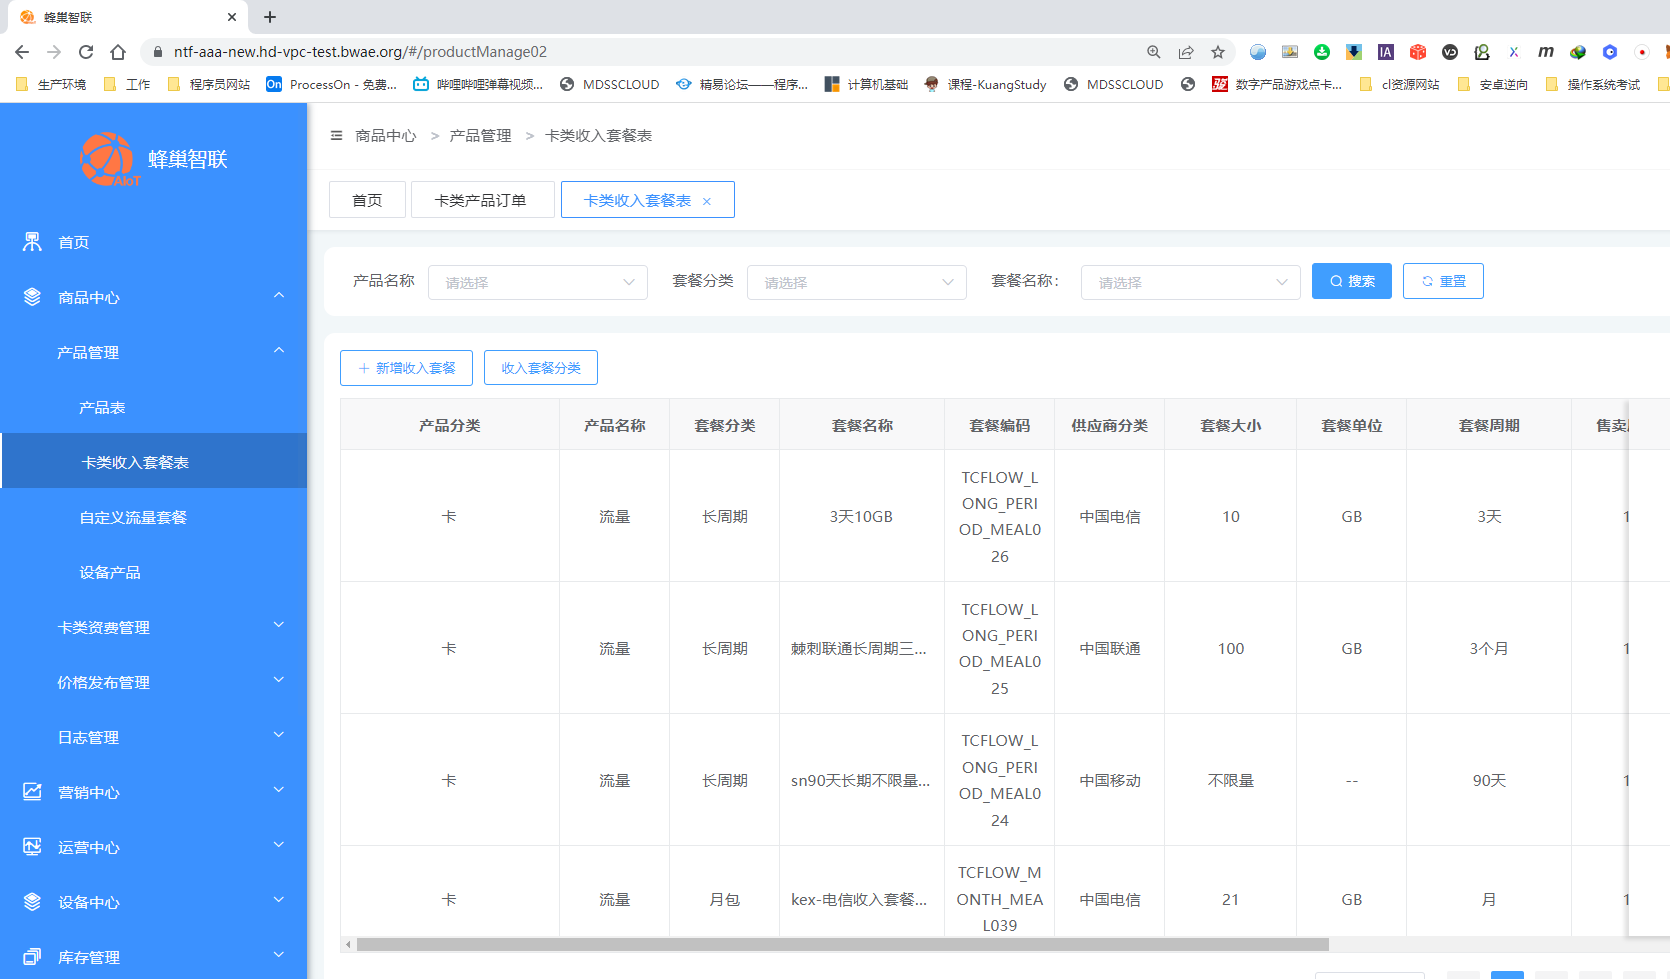 蜂巢智联
ntf-aaa-new.hd-vpc-test.bwae.org/#/productManage02
生产环境 工作 程序员网站 On ProcessOn - 免费... 哔哩哔哩弹幕视频... MDSSCLOUD 精易论坛——程序... 计算机基础 课程-KuangStudy MDSSCLOUD 数字产品游戏点卡... cl资源网站 安卓逆向 操作系统考试
AIoT 蜂巢智联
首页
商品中心
产品管理
产品表
卡类收入套餐表
自定义流量套餐
设备产品
卡类资费管理
价格发布管理
日志管理
营销中心
运营中心
设备中心
库存管理
商品中心 > 产品管理 > 卡类收入套餐表
首页 卡类产品订单 卡类收入套餐表 ×
产品名称 请选择 套餐分类 请选择 套餐名称: 请选择 搜索 重置
+ 新增收入套餐 收入套餐分类
产品分类 产品名称 套餐分类 套餐名称 套餐编码 供应商分类 套餐大小 套餐单位 套餐周期 售卖
卡 流量 长周期 3天10GB TCFLOW_LONG_PERIOD_MEAL026 中国电信 10 GB 3天 1
卡 流量 长周期 棘刺联通长周期三... TCFLOW_LONG_PERIOD_MEAL025 中国联通 100 GB 3个月 1
卡 流量 长周期 sn90天长期不限量... TCFLOW_LONG_PERIOD_MEAL024 中国移动 不限量 -- 90天 1
卡 流量 月包 kex-电信收入套餐... TCFLOW_MONTH_MEAL039 中国电信 21 GB 月 1